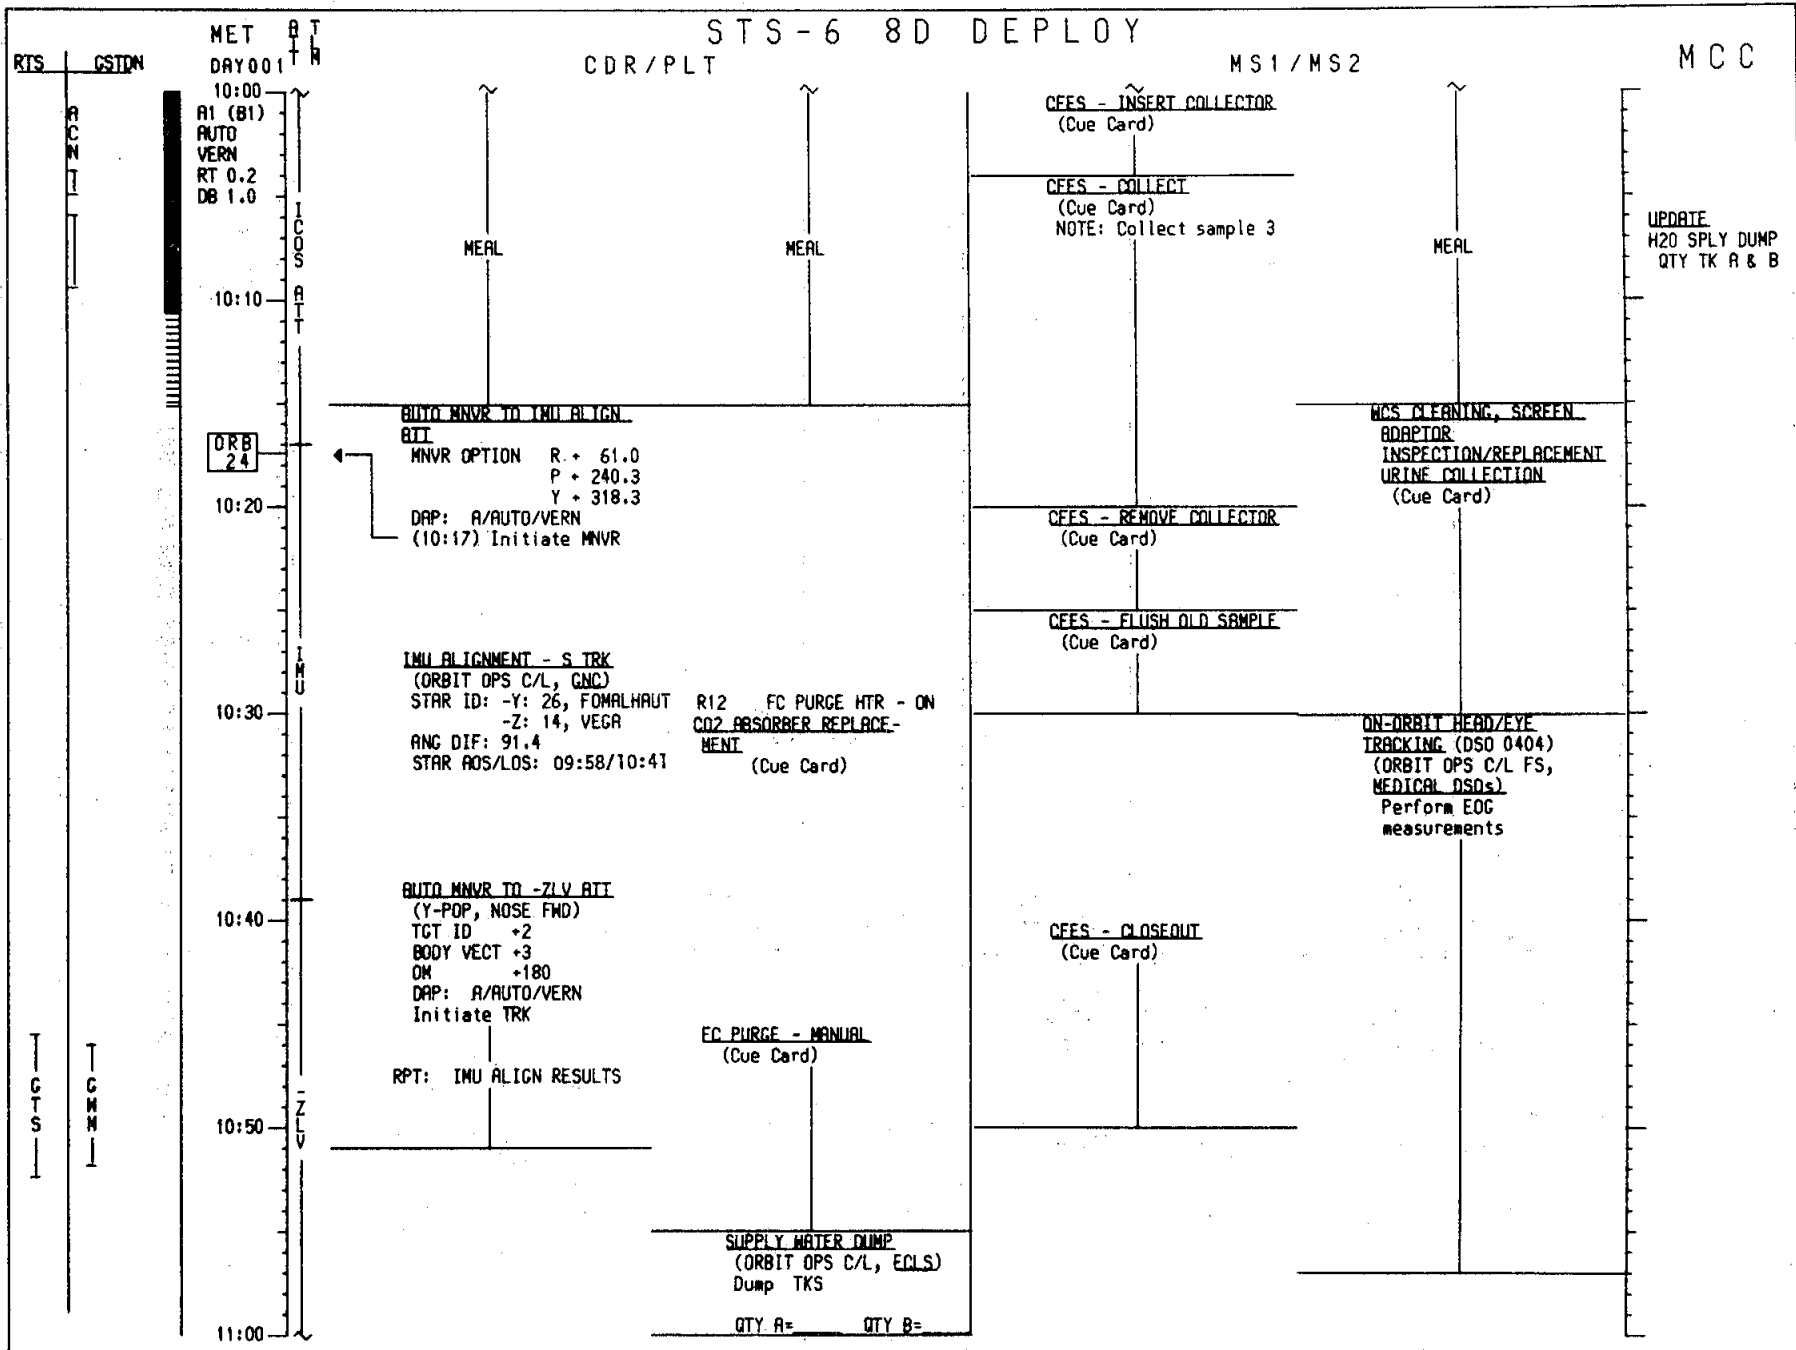 STS-6 8D DEPLOY
RTS GSTDN
MET
DAY001
ATT
TLM
CDR/PLT
MS1/MS2
MCC
10:00
A1 (B1)
AUTO
VERN
RT 0.2
DB 1.0
ACN
ICOS ATT
10:10
ORB
24
10:20
IMU
10:30
10:40
-ZLV
10:50
11:00
GTS
GWM
MEAL
AUTO MNVR TO IMU ALIGN
ATT
MNVR OPTION R + 61.0
P + 240.3
Y + 318.3
DAP: A/AUTO/VERN
(10:17) Initiate MNVR
IMU ALIGNMENT - S TRK
(ORBIT OPS C/L, GNC)
STAR ID: -Y: 26, FOMALHAUT
-Z: 14, VEGA
ANG DIF: 91.4
STAR AOS/LOS: 09:58/10:41
AUTO MNVR TO -ZLV ATT
(Y-POP, NOSE FWD)
TGT ID +2
BODY VECT +3
OM +180
DAP: A/AUTO/VERN
Initiate TRK
RPT: IMU ALIGN RESULTS
MEAL
R12 FC PURGE HTR - ON
CO2 ABSORBER REPLACE-
MENT
(Cue Card)
FC PURGE - MANUAL
(Cue Card)
SUPPLY WATER DUMP
(ORBIT OPS C/L, ECLS)
Dump TKS
QTY A=____ QTY B=____
CFES - INSERT COLLECTOR
(Cue Card)
CFES - COLLECT
(Cue Card)
NOTE: Collect sample 3
CFES - REMOVE COLLECTOR
(Cue Card)
CFES - FLUSH OLD SAMPLE
(Cue Card)
CFES - CLOSEOUT
(Cue Card)
MEAL
WCS CLEANING, SCREEN
ADAPTOR
INSPECTION/REPLACEMENT
URINE COLLECTION
(Cue Card)
ON-ORBIT HEAD/EYE
TRACKING (DSO 0404)
(ORBIT OPS C/L FS,
MEDICAL DSOs)
Perform EOG
measurements
UPDATE
H20 SPLY DUMP
QTY TK A & B